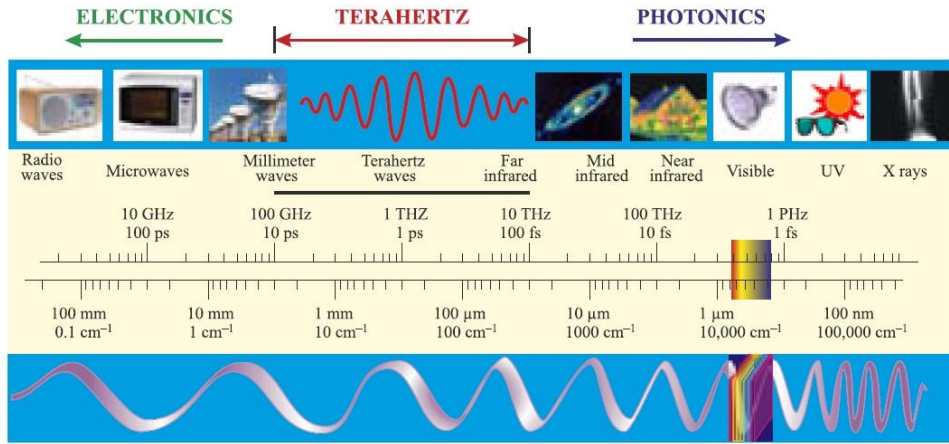 ELECTRONICS TERAHERTZ PHOTONICS
Radio waves Microwaves Millimeter waves Terahertz waves Far infrared Mid infrared Near infrared Visible UV X rays
10 GHz 100 GHz 1 THZ 10 THz 100 THz 1 PHz
100 ps 10 ps 1 ps 100 fs 10 fs 1 fs
100 mm 10 mm 1 mm 100 µm 10 µm 1 µm 100 nm
0.1 cm⁻¹ 1 cm⁻¹ 10 cm⁻¹ 100 cm⁻¹ 1000 cm⁻¹ 10,000 cm⁻¹ 100,000 cm⁻¹